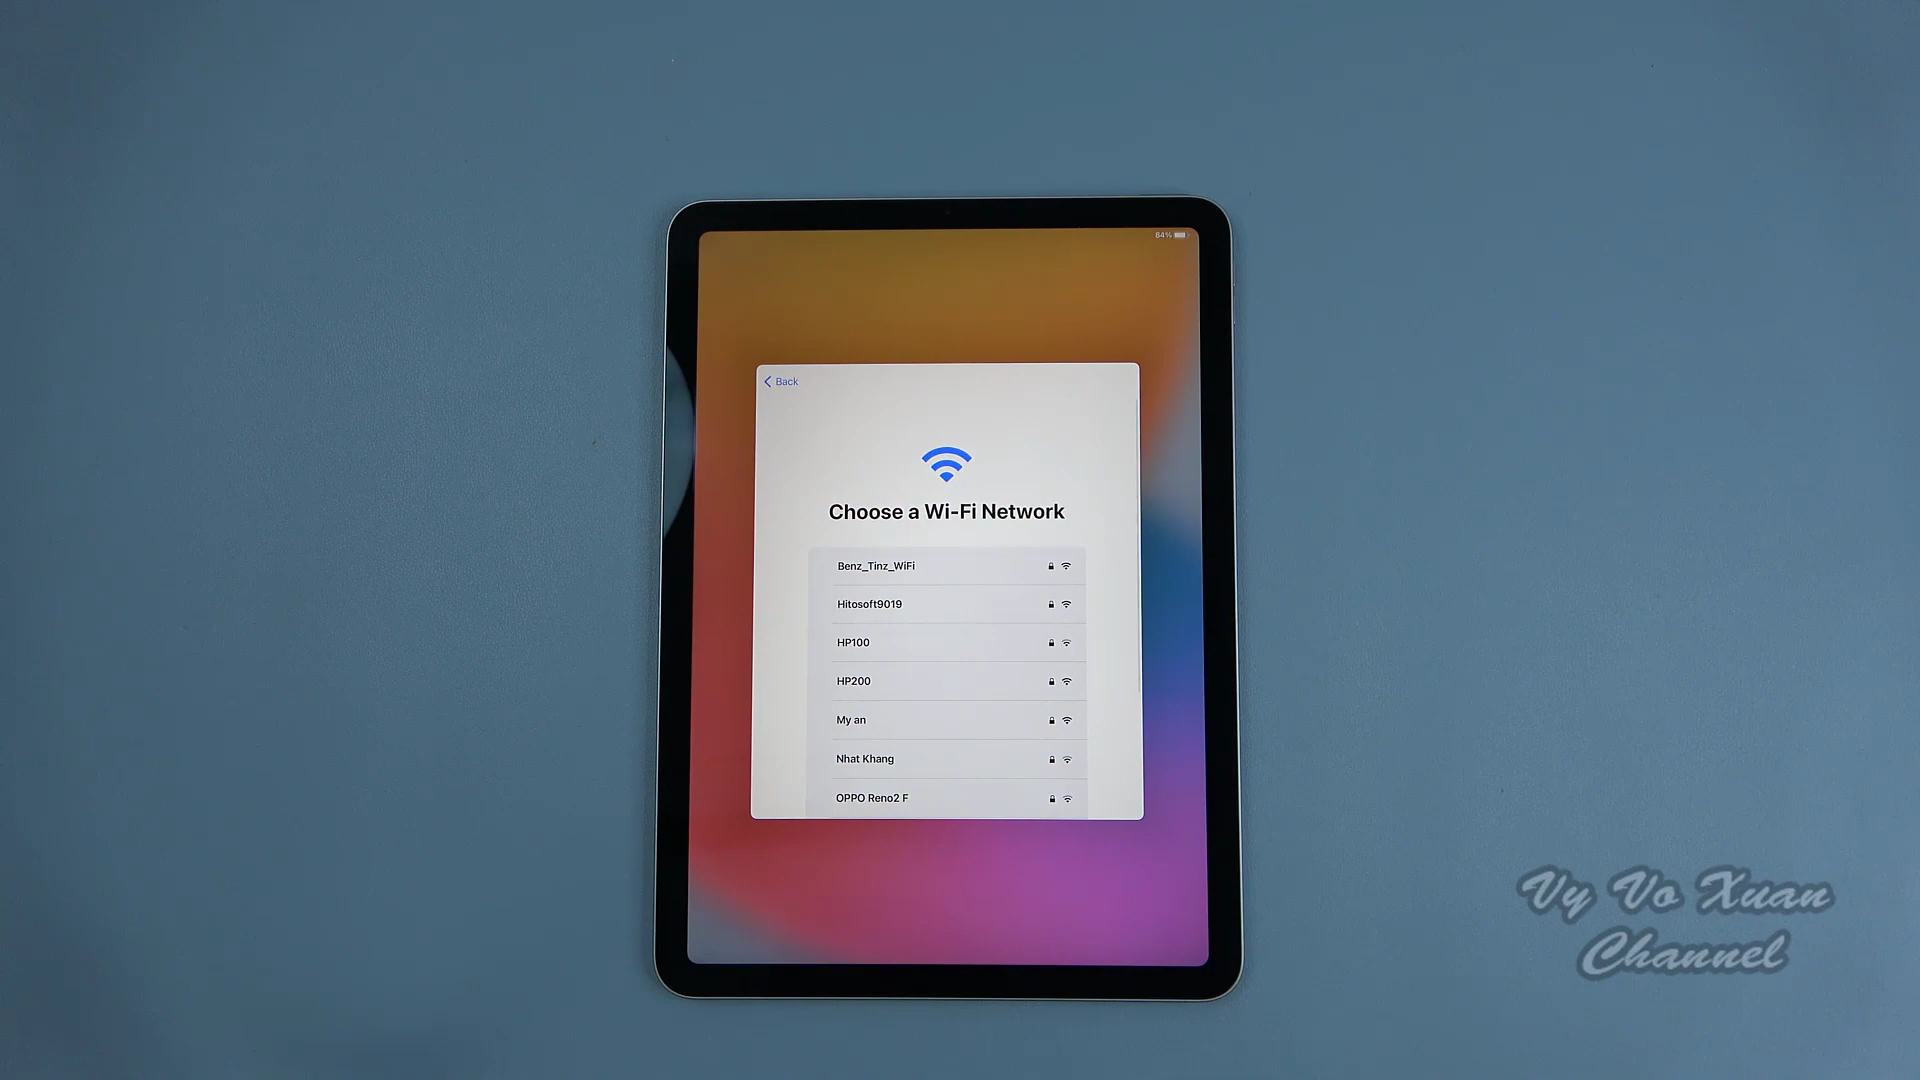 84%
Back
Choose a Wi-Fi Network
Benz_Tinz_WiFi
Hitosoft9019
HP100
HP200
My an
Nhat Khang
OPPO Reno2 F
Vy Vo Xuan
Channel